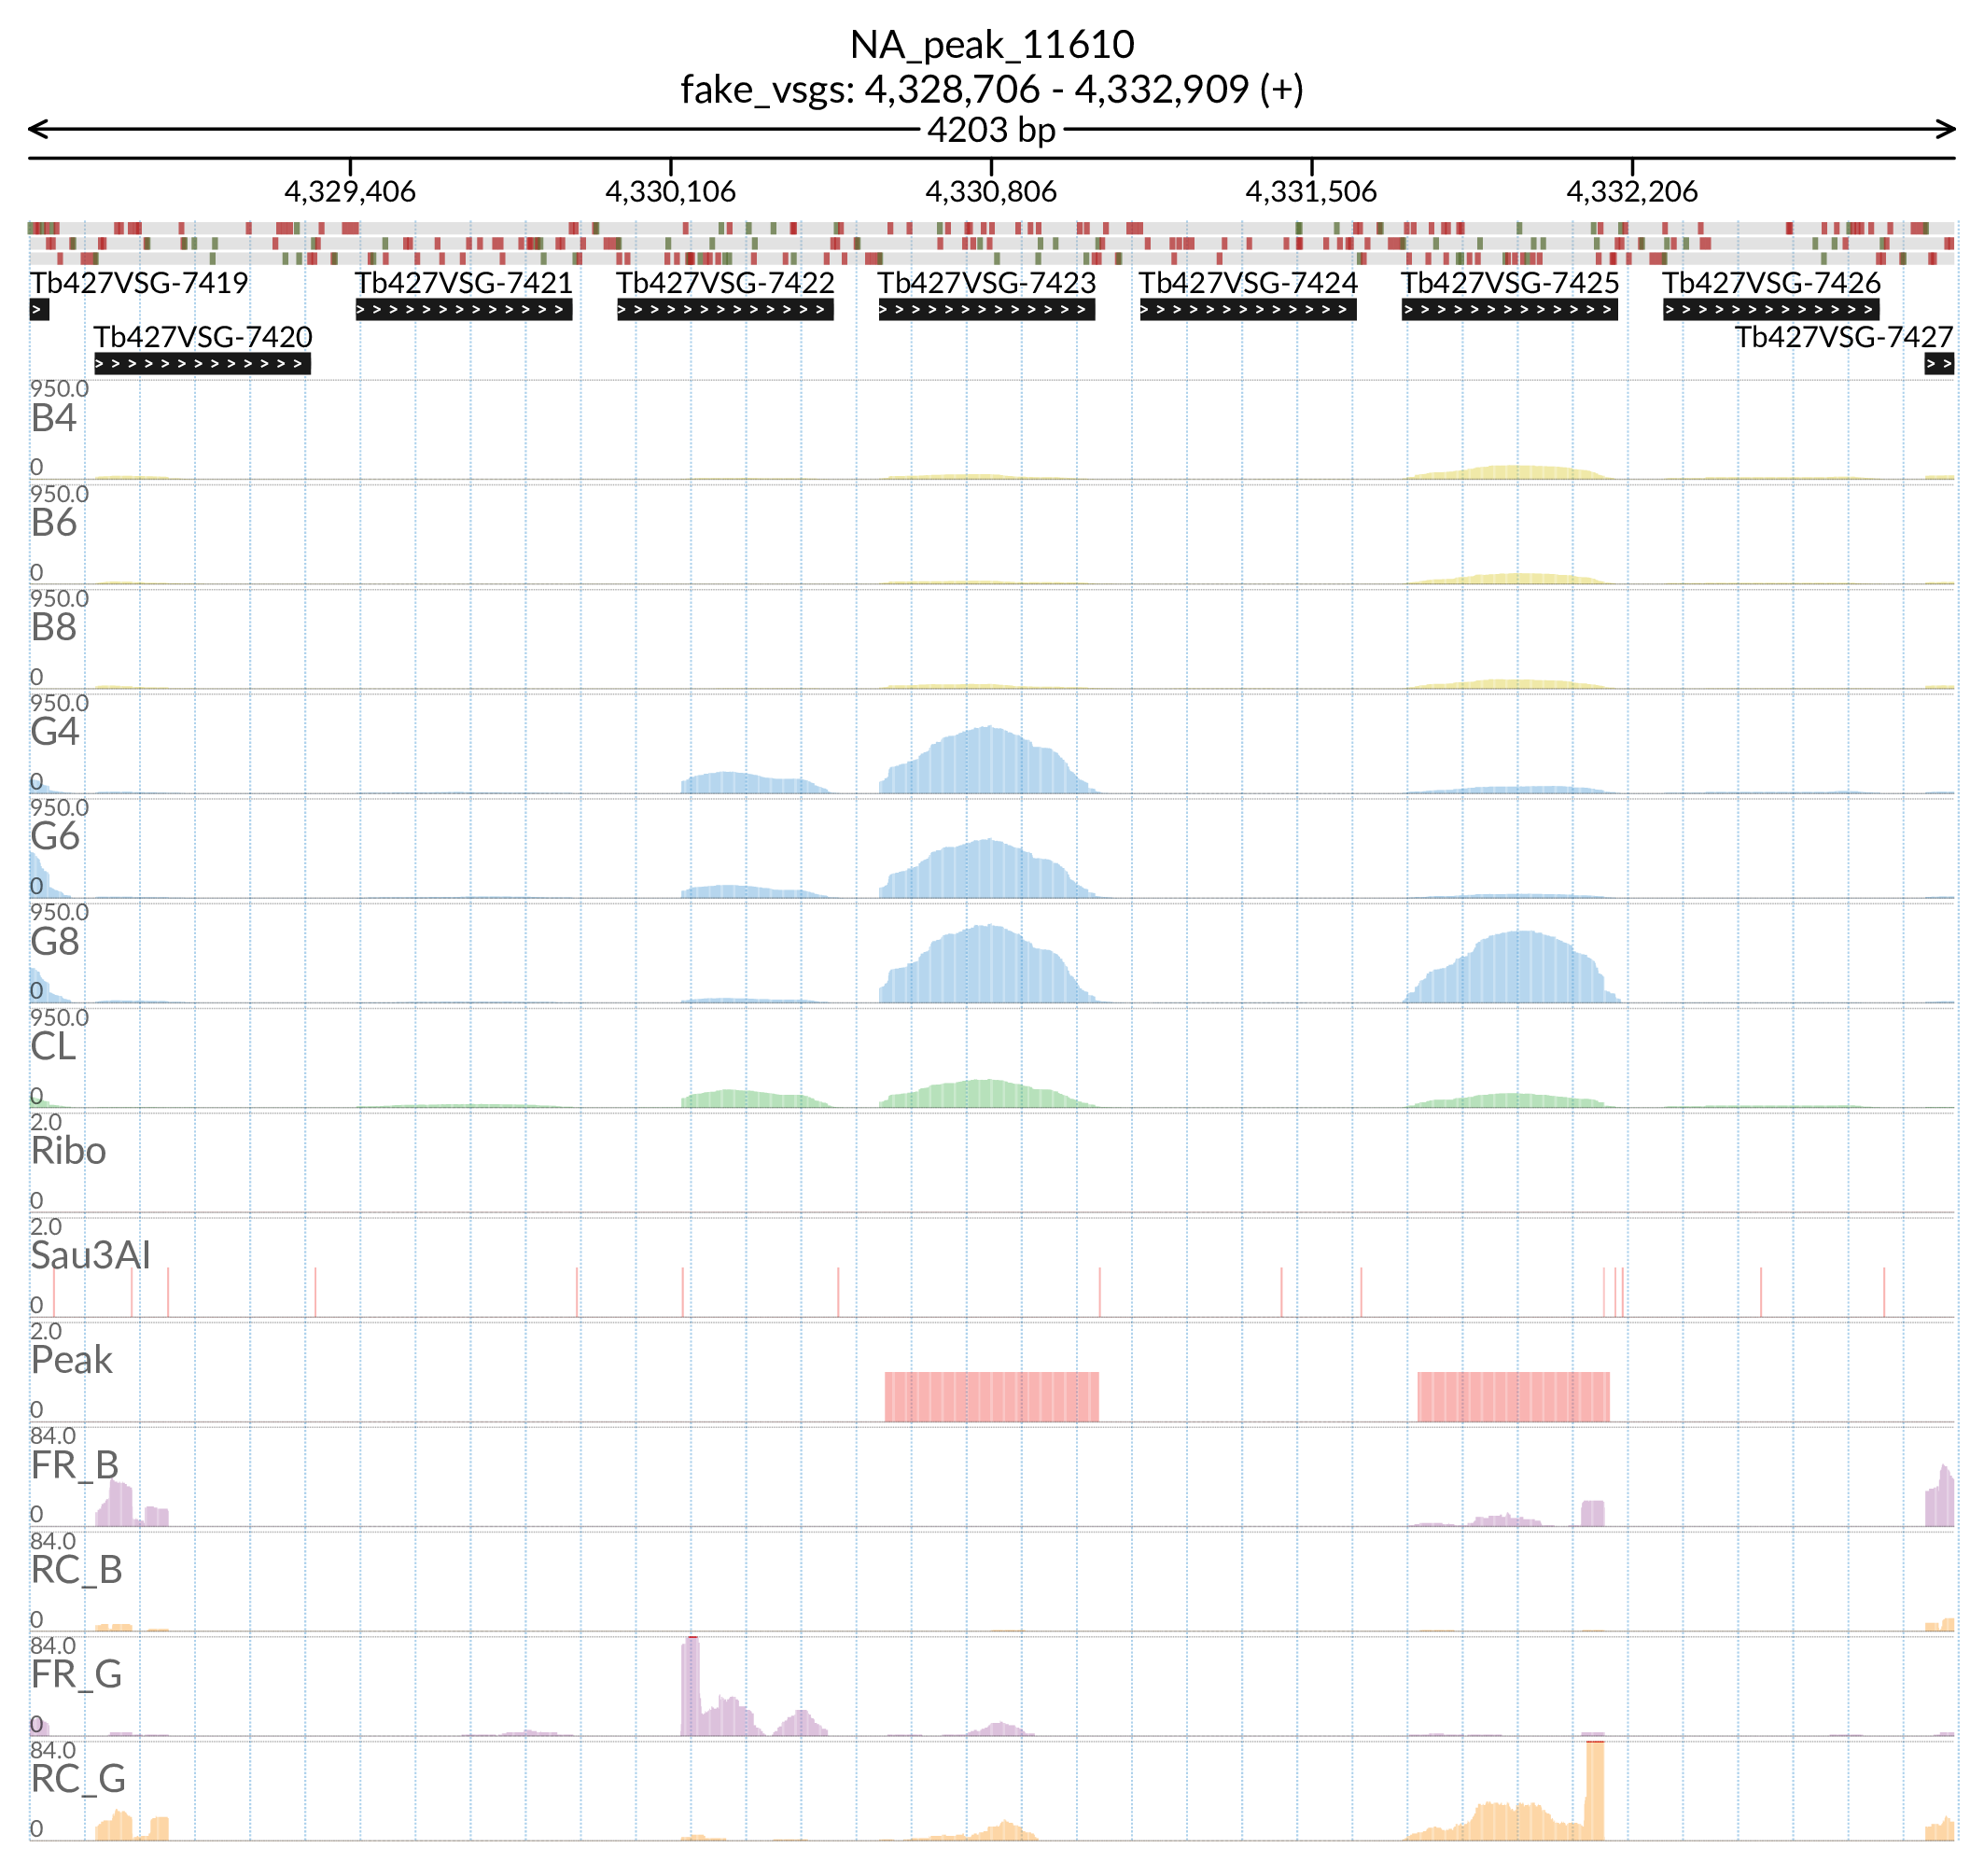 NA_peak_11610
fake_vsgs: 4,328,706 - 4,332,909 (+)
4203 bp
4,329,406 4,330,106 4,330,806 4,331,506 4,332,206
Tb427VSG-7419 Tb427VSG-7421 Tb427VSG-7422 Tb427VSG-7423 Tb427VSG-7424 Tb427VSG-7425 Tb427VSG-7426
Tb427VSG-7420 Tb427VSG-7427
950.0
B4
0
950.0
B6
0
950.0
B8
0
950.0
G4
0
950.0
G6
0
950.0
G8
0
950.0
CL
0
2.0
Ribo
0
2.0
Sau3AI
0
2.0
Peak
0
84.0
FR_B
0
84.0
RC_B
0
84.0
FR_G
0
84.0
RC_G
0